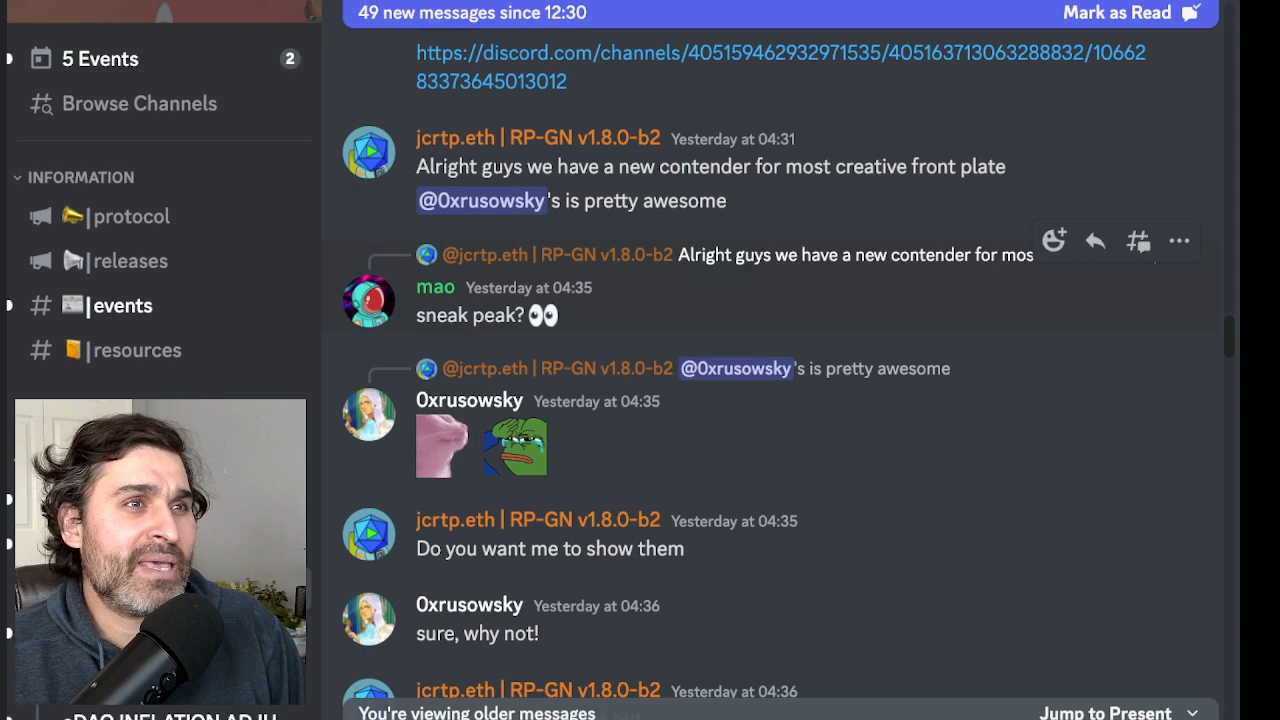 5 Events
2
Browse Channels
INFORMATION
|protocol
|releases
|events
|resources
49 new messages since 12:30
Mark as Read
https://discord.com/channels/405159462932971535/405163713063288832/10662
83373645013012
jcrtp.eth | RP-GN v1.8.0-b2 Yesterday at 04:31
Alright guys we have a new contender for most creative front plate
@0xrusowsky's is pretty awesome
@jcrtp.eth | RP-GN v1.8.0-b2 Alright guys we have a new contender for mos
mao Yesterday at 04:35
sneak peak? 👀
@jcrtp.eth | RP-GN v1.8.0-b2 @0xrusowsky's is pretty awesome
0xrusowsky Yesterday at 04:35
jcrtp.eth | RP-GN v1.8.0-b2 Yesterday at 04:35
Do you want me to show them
0xrusowsky Yesterday at 04:36
sure, why not!
jcrtp.eth | RP-GN v1.8.0-b2 Yesterday at 04:36
You're viewing older messages
Jump to Present